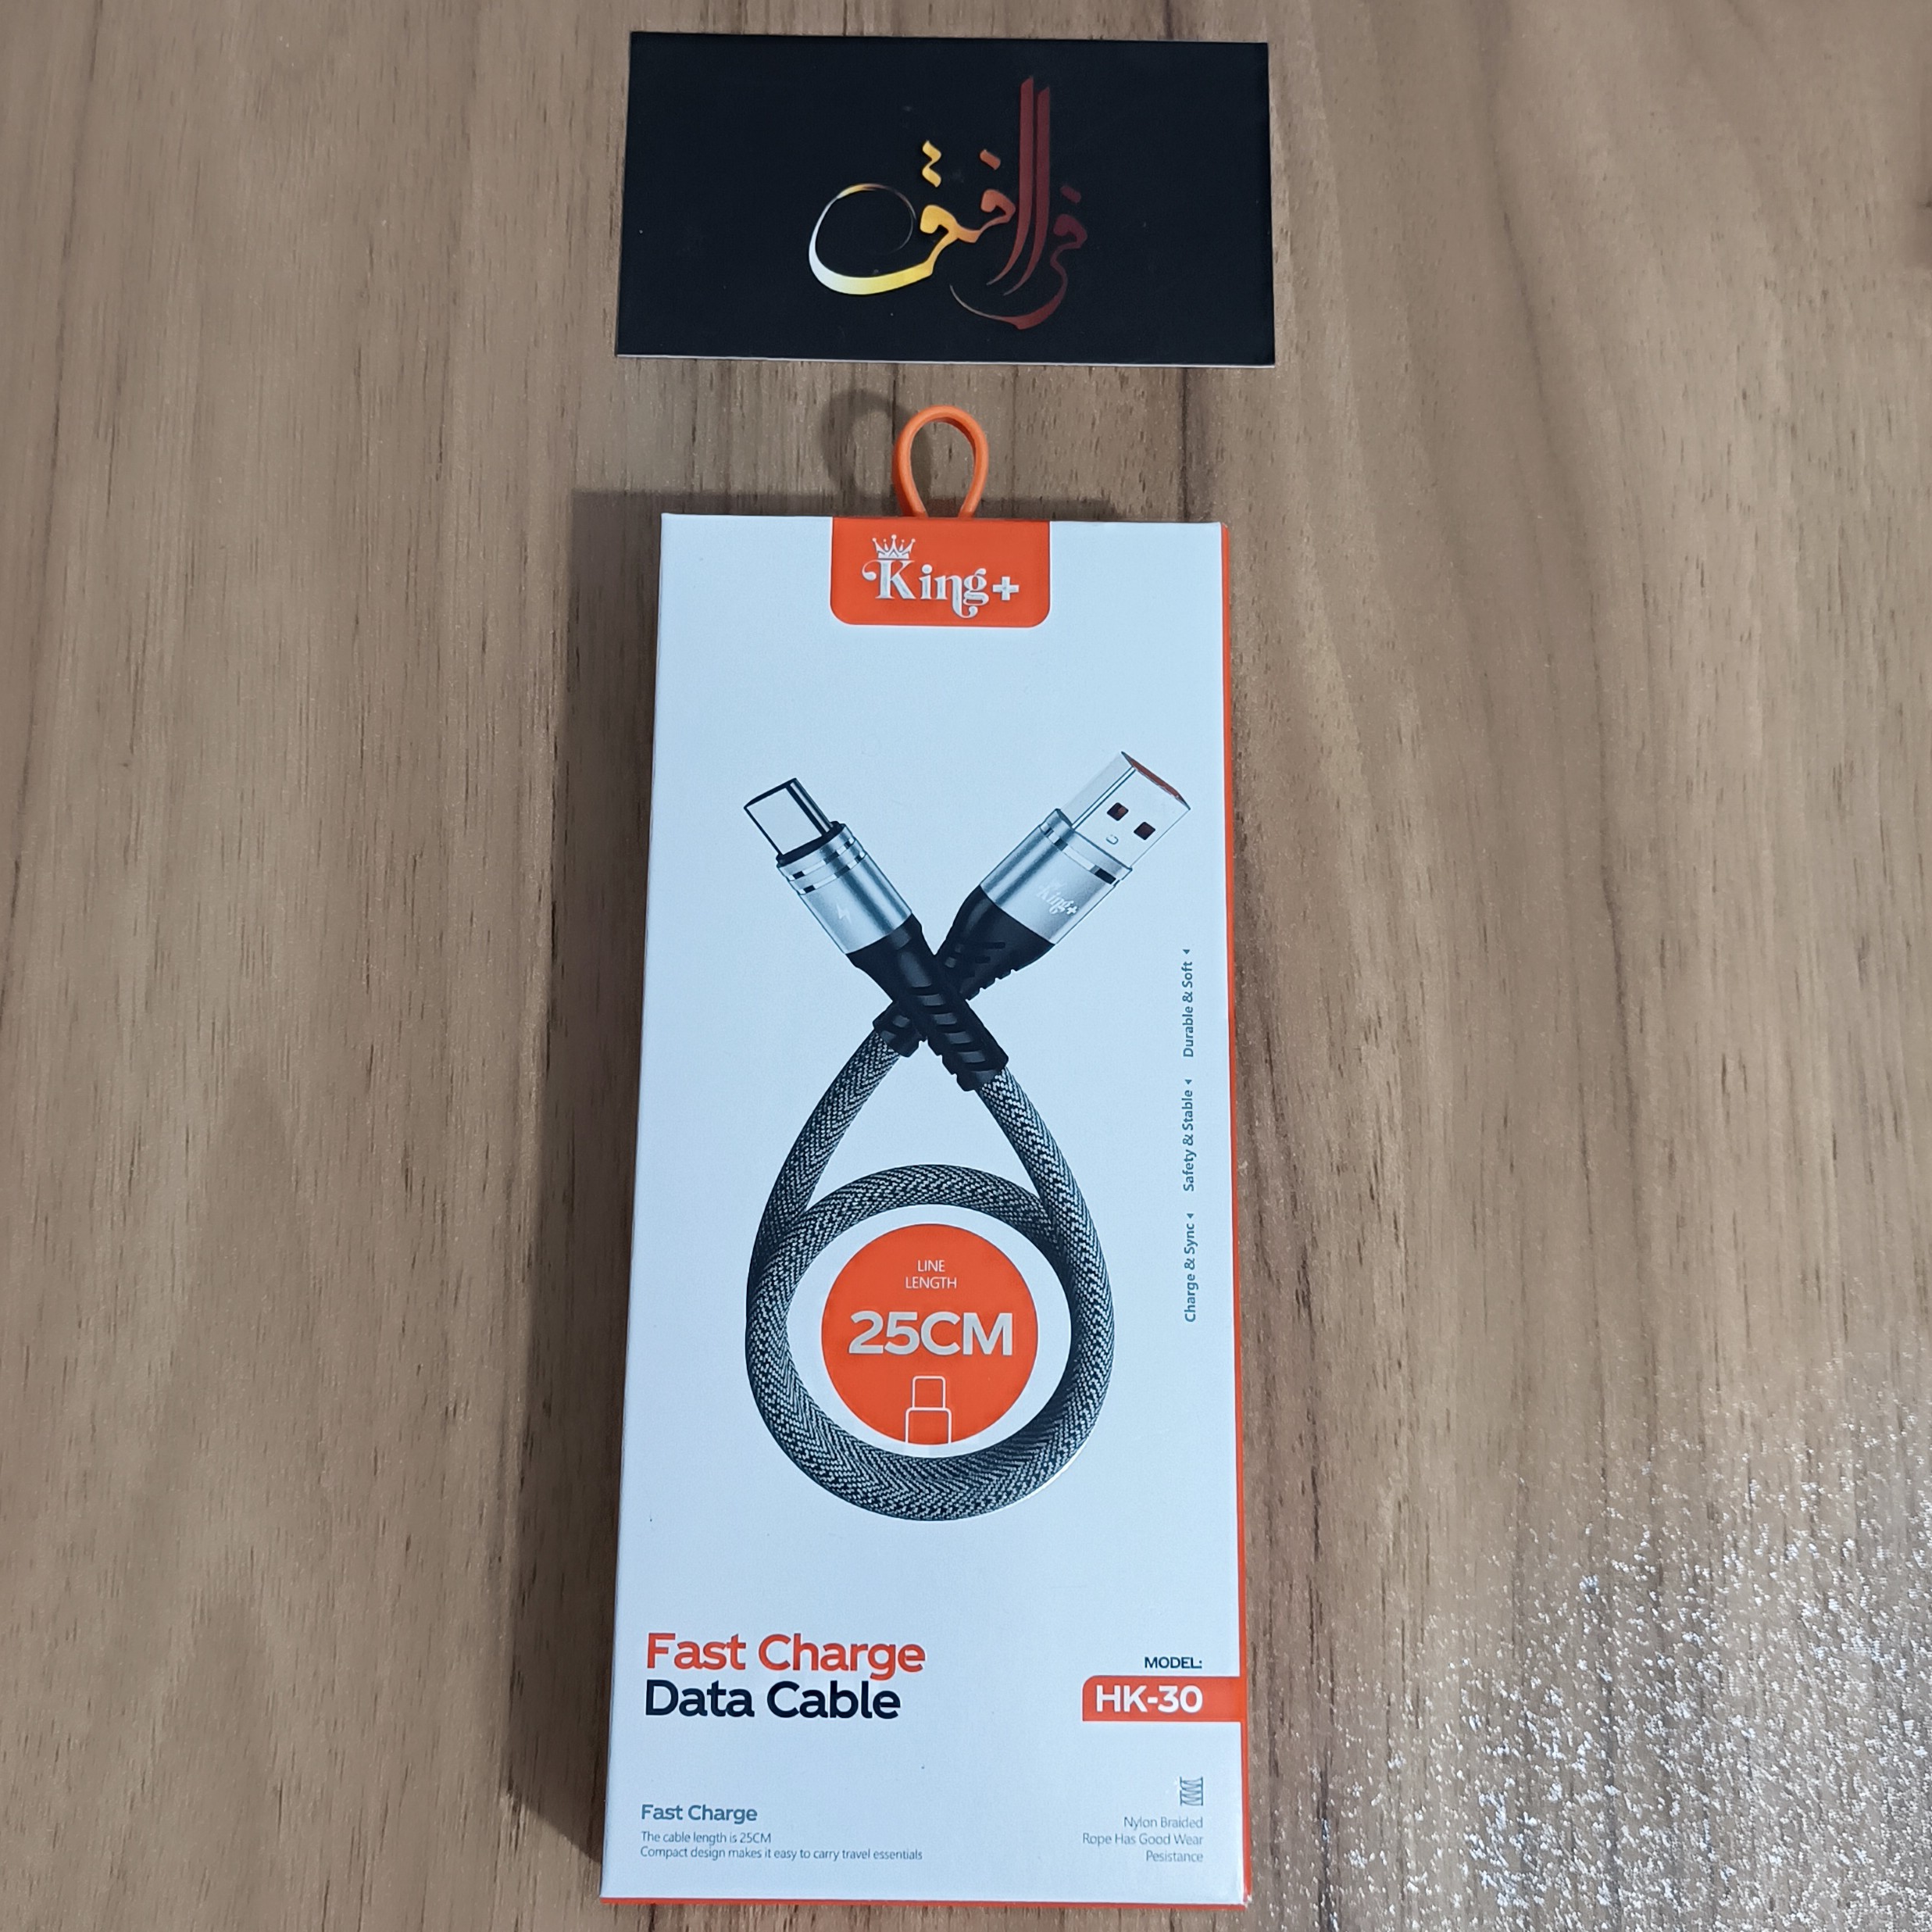 فی الافق
King+
King+
Durable & Soft
Safety & Stable
Charge & Sync
LINE
LENGTH
25CM
Fast Charge
Data Cable
MODEL:
HK-30
Fast Charge
The cable length is 25CM
Compact design makes it easy to carry travel essentials
Nylon Braided
Rope Has Good Wear
Pesistance